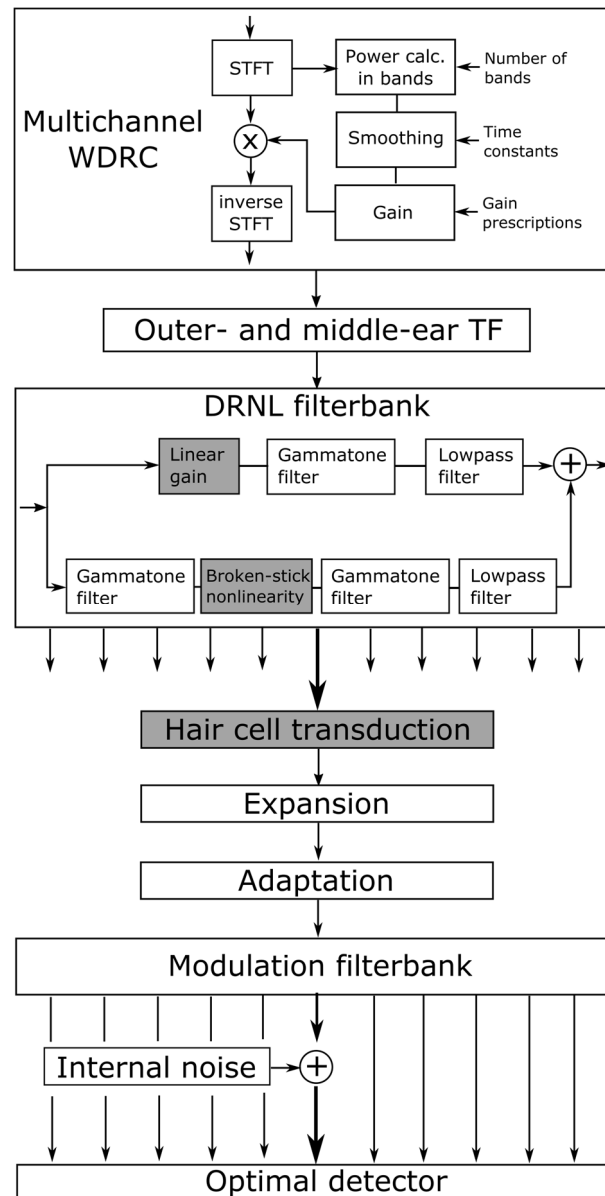 STFT
Power calc.
in bands
Number of
bands
Multichannel
WDRC
X
Smoothing
Time
constants
inverse
STFT
Gain
Gain
prescriptions
Outer- and middle-ear TF
DRNL filterbank
Linear
gain
Gammatone
filter
Lowpass
filter
+
Gammatone
filter
Broken-stick
nonlinearity
Gammatone
filter
Lowpass
filter
Hair cell transduction
Expansion
Adaptation
Modulation filterbank
Internal noise
+
Optimal detector